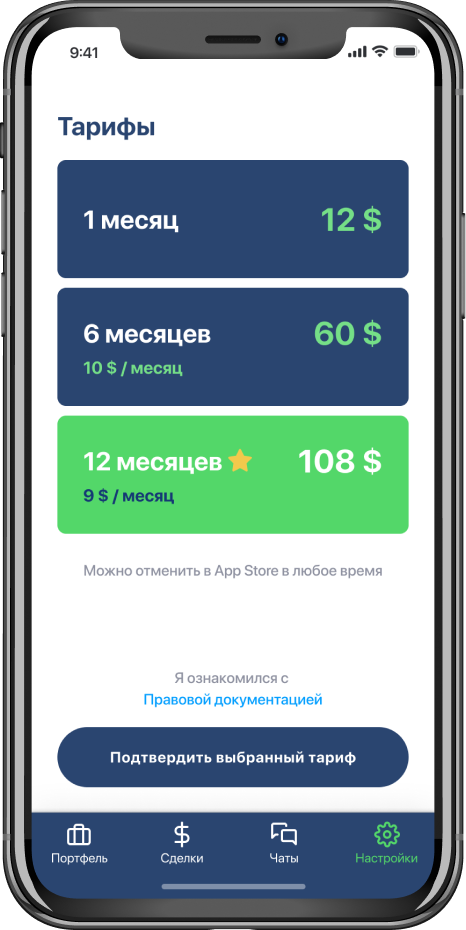 9:41
Тарифы
1 месяц 12 $
6 месяцев 60 $
10 $ / месяц
12 месяцев 108 $
9 $ / месяц
Можно отменить в App Store в любое время
Я ознакомился с
Правовой документацией
Подтвердить выбранный тариф
Портфель Сделки Чаты Настройки